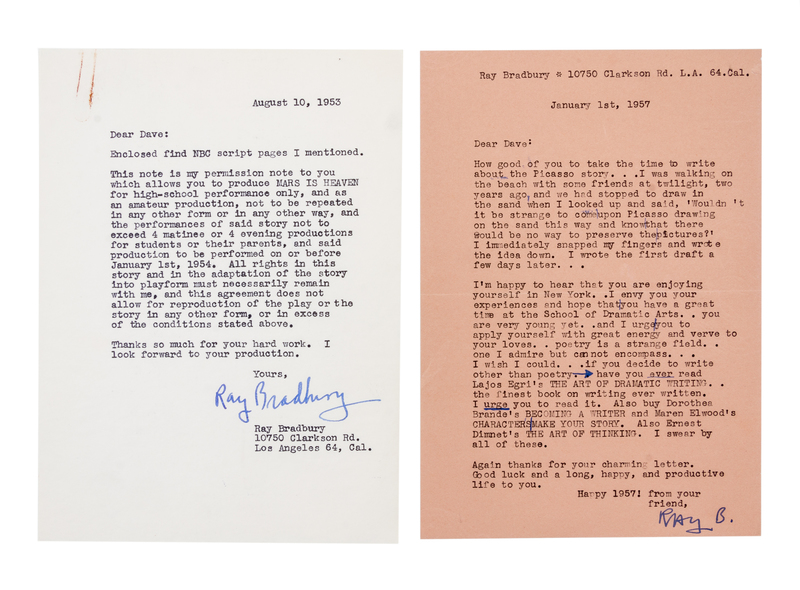 August 10, 1953
Dear Dave:
Enclosed find NBC script pages I mentioned.
This note is my permission note to you
which allows you to produce MARS IS HEAVEN
for high-school performance only, and as
an amateur production, not to be repeated
in any other form or in any other way, and
the performances of said story not to
exceed 4 matinee or 4 evening productions
for students or their parents, and said
production to be performed on or before
January 1st, 1954. All rights in this
story and in the adaptation of the story
into playform must necessarily remain
with me, and this agreement does not
allow for reproduction of the play or the
story in any other form, or in excess
of the conditions stated above.
Thanks so much for your hard work. I
look forward to your production.
Yours,
Ray Bradbury
Ray Bradbury
10750 Clarkson Rd.
Los Angeles 64, Cal.
Ray Bradbury * 10750 Clarkson Rd. L.A. 64.Cal.
January 1st, 1957
Dear Dave:
How good of you to take the time to write
about the Picasso story. . .I was walking on
the beach with some friends at twilight, two
years ago, and we had stopped to draw in
the sand when I looked up and said, 'Wouldn't
it be strange to come upon Picasso drawing
on the sand this way and know that there
would be no way to preserve the pictures?'
I immediately snapped my fingers and wrote
the idea down. I wrote the first draft a
few days later. . .
I'm happy to hear that you are enjoying
yourself in New York. .I envy you your
experiences and hope that you have a great
time at the School of Dramatic Arts. . you
are very young yet. .and I urge you to
apply yourself with great energy and verve to
your loves. . poetry is a strange field. .
one I admire but cannot encompass. . .
I wish I could. . .if you decide to write
other than poetry→ have you ever read
Lajos Egri's THE ART OF DRAMATIC WRITING. .
the finest book on writing ever written.
I urge you to read it. Also buy Dorothea
Brande's BECOMING A WRITER and Maren Elwood's
CHARACTERS MAKE YOUR STORY. Also Ernest
Dimnet's THE ART OF THINKING. I swear by
all of these.
Again thanks for your charming letter.
Good luck and a long, happy, and productive
life to you.
Happy 1957! from your
friend,
Ray B.